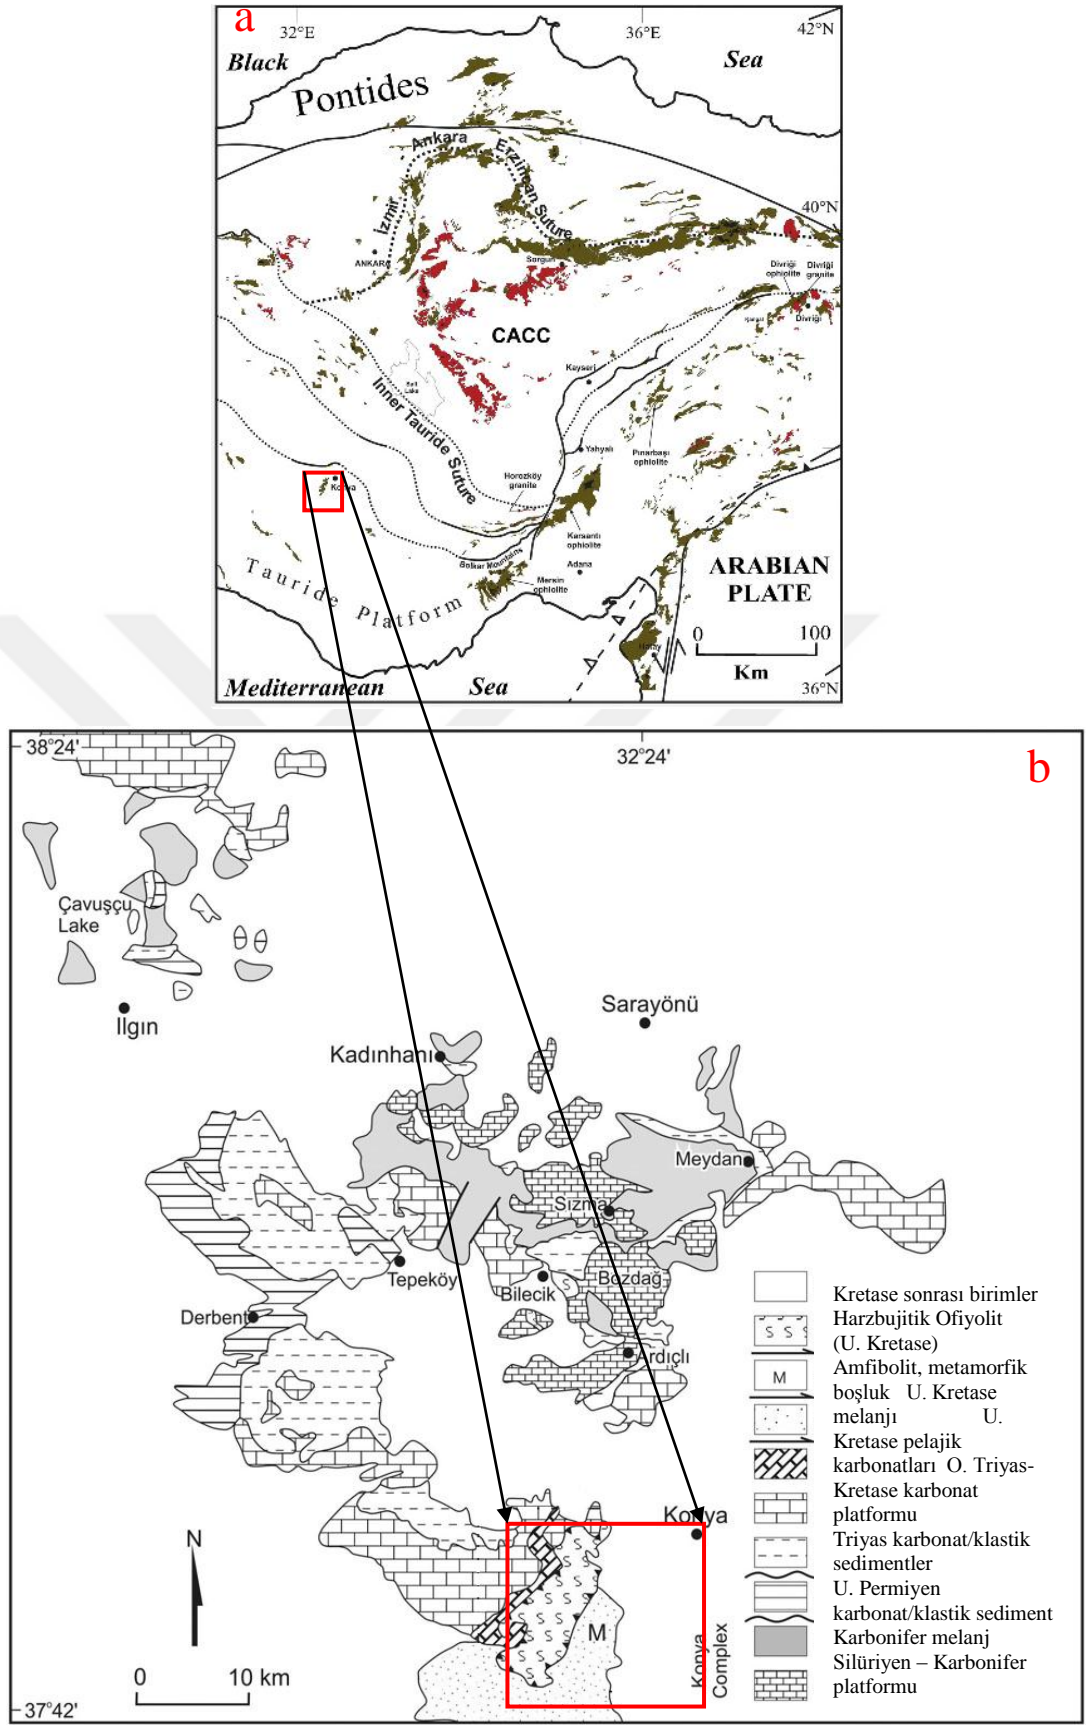 a
32°E
36°E
42°N
Black
Sea
Pontides
Ankara
Erzincan Suture
İzmir
40°N
ANKARA
Sorgun
Divriği
ophiolite
Divriği
granite
Divriği
CACC
Kayseri
Inner Tauride Suture
Yahyalı
Pınarbaşı
ophiolite
Horozköy
granite
Konya
Karsantı
ophiolite
Bolkar Mountains
Adana
Mersin
ophiolite
Tauride Platform
ARABIAN
PLATE
0
100
Km
Mediterranean
Sea
36°N
38°24'
32°24'
b
Çavuşçu
Lake
Ilgın
Sarayönü
Kadınhanı
Meydan
Sızma
Tepeköy
Bilecik
Bozdağ
Derbent
Ardıçlı
Konya
N
M
Konya
Complex
0
10 km
37°42'
S S S
M
Kretase sonrası birimler
Harzbujitik Ofiyolit
(U. Kretase)
Amfibolit, metamorfik
boşluk U. Kretase
melanjı U.
Kretase pelajik
karbonatları O. Triyas-
Kretase karbonat
platformu
Triyas karbonat/klastik
sedimentler
U. Permiyen
karbonat/klastik sediment
Karbonifer melanj
Silüriyen – Karbonifer
platformu